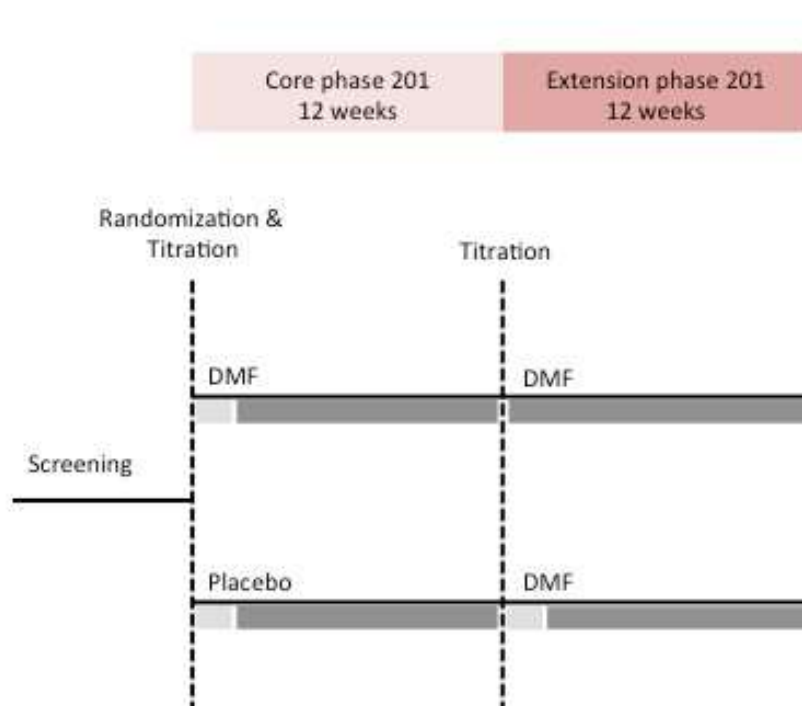 Core phase 201
12 weeks
Extension phase 201
12 weeks
Randomization &
Titration
Titration
DMF
DMF
Screening
Placebo
DMF